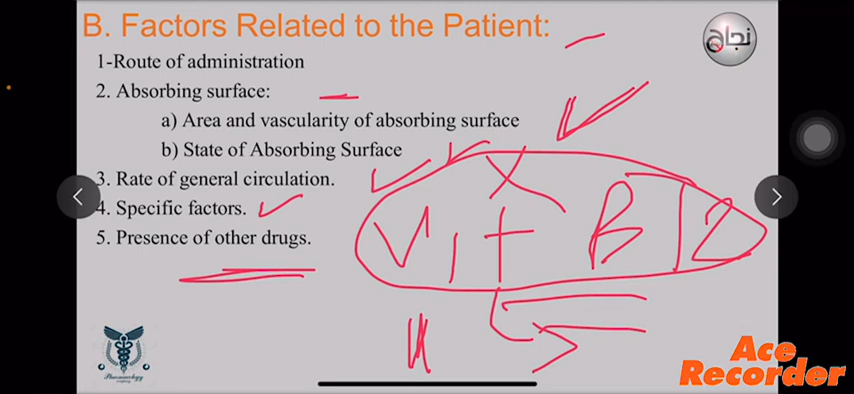 B. Factors Related to the Patient:
نجاح
1-Route of administration
2. Absorbing surface:
a) Area and vascularity of absorbing surface
b) State of Absorbing Surface
3. Rate of general circulation.
4. Specific factors.
5. Presence of other drugs.
Vit B12
Pharmacology
Ace
Recorder